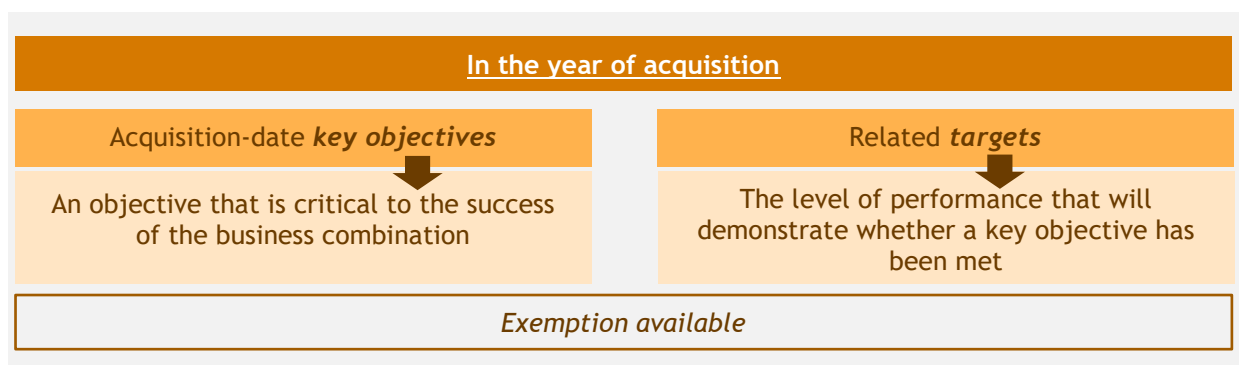 In the year of acquisition
Acquisition-date key objectives
An objective that is critical to the success
of the business combination
Related targets
The level of performance that will
demonstrate whether a key objective has
been met
Exemption available